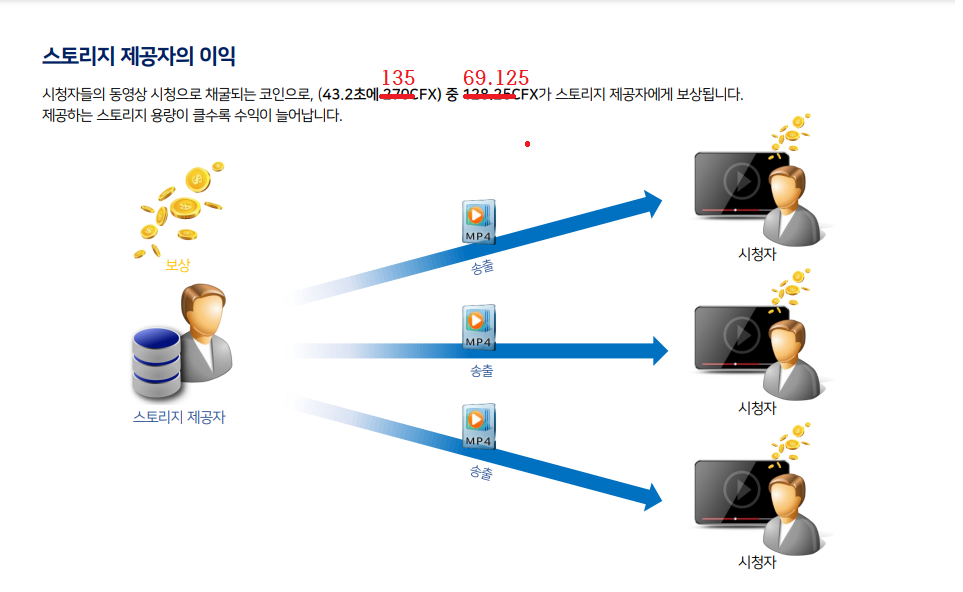 스토리지 제공자의 이익
135 69.125
시청자들의 동영상 시청으로 채굴되는 코인으로, (43.2초에 270CFX) 중 128.25CFX가 스토리지 제공자에게 보상됩니다.
제공하는 스토리지 용량이 클수록 수익이 늘어납니다.
MP4
송출
시청자
보상
MP4
송출
시청자
스토리지 제공자
MP4
송출
시청자